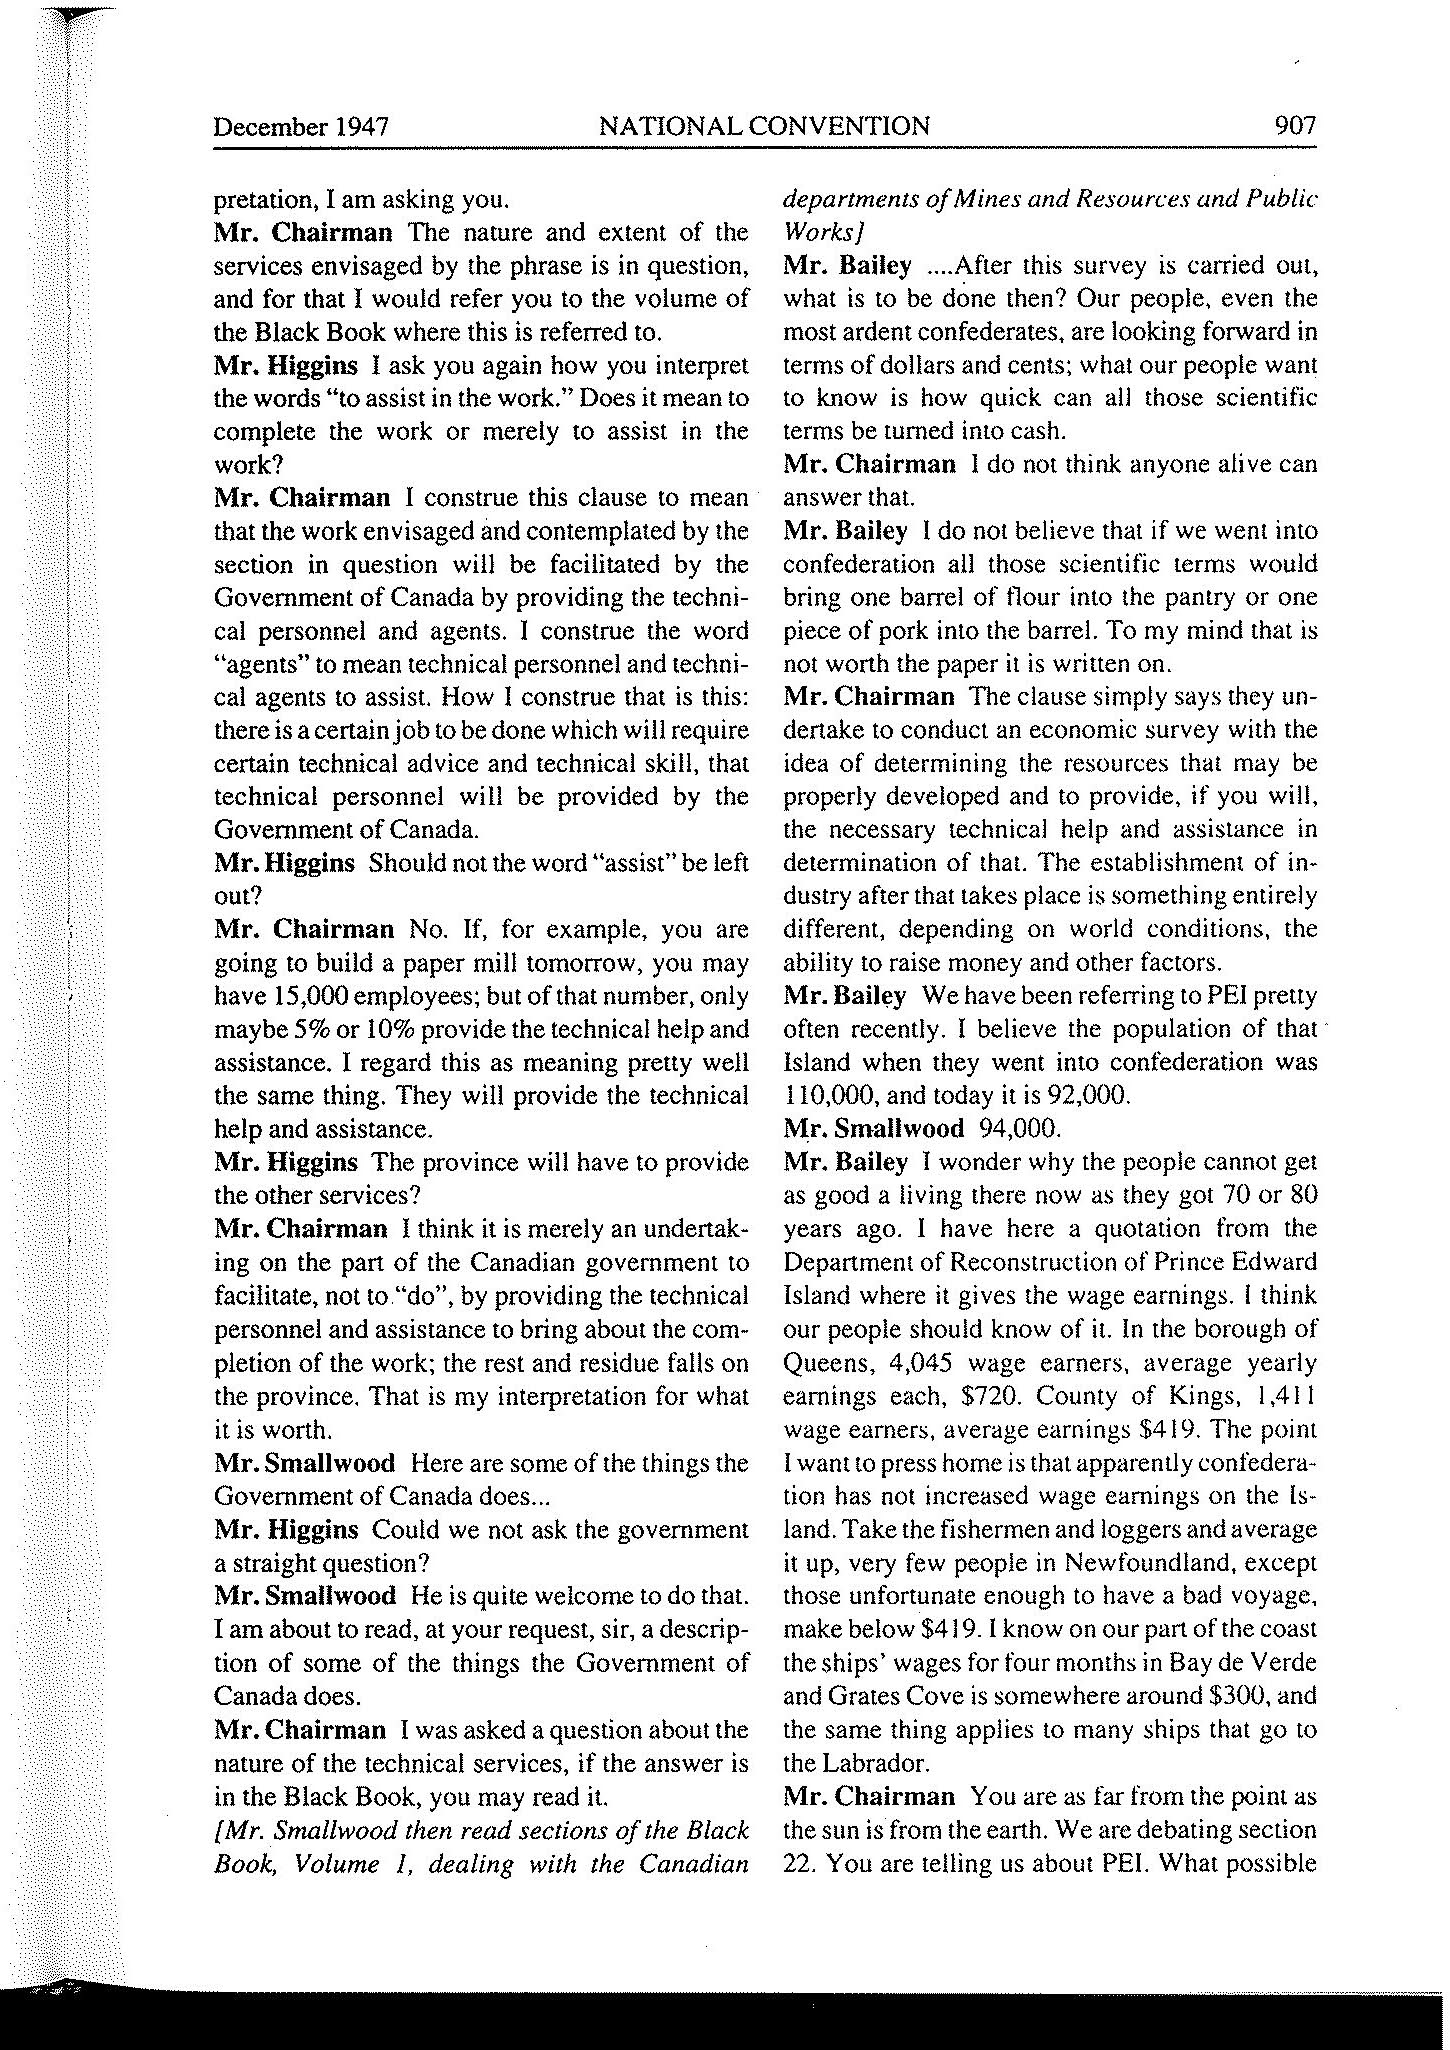 December 1947 NATIONAL CONVENTION 907
pretation, I am asking you.
Mr. Chairman The nature and extent of the
services envisaged by the phrase is in question,
and for that I would refer you to the volume of
the Black Book where this is referred to.
Mr. Higgins I ask you again how you interpret
the words “to assist in the work.” Does it mean to
complete the work or merely to assist in the
work?
Mr. Chairman I construe this clause to mean
that the work envisaged and contemplated by the
section in question will be facilitated by the
Government of Canada by providing the techni-
cal personnel and agents. I construe the word
“agents” to mean technical personnel and techni-
cal agents to assist. How I construe that is this:
there is a certain job to be done which will require
certain technical advice and technical skill, that
technical personnel will be provided by the
Government of Canada.
Mr. Higgins Should not the word “assist” be left
out?
Mr. Chairman No. If, for example, you are
going to build a paper mill tomorrow, you may
have 15,000 employees; but of that number, only
maybe 5% or 10% provide the technical help and
assistance. I regard this as meaning pretty well
the same thing. They will provide the technical
help and assistance.
Mr. Higgins The province will have to provide
the other services?
Mr. Chairman I think it is merely an undertak-
ing on the part of the Canadian government to
facilitate, not to “do”, by providing the technical
personnel and assistance to bring about the com-
pletion of the work; the rest and residue falls on
the province. That is my interpretation for what
it is worth.
Mr. Smallwood Here are some of the things the
Government of Canada does...
Mr. Higgins Could we not ask the government
a straight question?
Mr. Smallwood He is quite welcome to do that.
I am about to read, at your request, sir, a descrip-
tion of some of the things the Government of
Canada does.
Mr. Chairman I was asked a question about the
nature of the technical services, if the answer is
in the Black Book, you may read it.
[Mr. Smallwood then read sections of the Black
Book, Volume I, dealing with the Canadian
departments of Mines and Resources and Public
Works]
Mr. Bailey ....After this survey is carried out,
what is to be done then? Our people, even the
most ardent confederates, are looking forward in
terms of dollars and cents; what our people want
to know is how quick can all those scientific
terms be turned into cash.
Mr. Chairman I do not think anyone alive can
answer that.
Mr. Bailey I do not believe that if we went into
confederation all those scientific terms would
bring one barrel of flour into the pantry or one
piece of pork into the barrel. To my mind that is
not worth the paper it is written on.
Mr. Chairman The clause simply says they un-
dertake to conduct an economic survey with the
idea of determining the resources that may be
properly developed and to provide, if you will,
the necessary technical help and assistance in
determination of that. The establishment of in-
dustry after that takes place is something entirely
different, depending on world conditions, the
ability to raise money and other factors.
Mr. Bailey We have been referring to PEI pretty
often recently. I believe the population of that
Island when they went into confederation was
110,000, and today it is 92,000.
Mr. Smallwood 94,000.
Mr. Bailey I wonder why the people cannot get
as good a living there now as they got 70 or 80
years ago. I have here a quotation from the
Department of Reconstruction of Prince Edward
Island where it gives the wage earnings. I think
our people should know of it. In the borough of
Queens, 4,045 wage earners, average yearly
earnings each, $720. County of Kings, 1,411
wage earners, average earnings $419. The point
I want to press home is that apparently confedera-
tion has not increased wage earnings on the Is-
land. Take the fishermen and loggers and average
it up, very few people in Newfoundland, except
those unfortunate enough to have a bad voyage,
make below $419. I know on our part of the coast
the ships’ wages for four months in Bay de Verde
and Grates Cove is somewhere around $300, and
the same thing applies to many ships that go to
the Labrador.
Mr. Chairman You are as far from the point as
the sun is from the earth. We are debating section
22. You are telling us about PEI. What possible